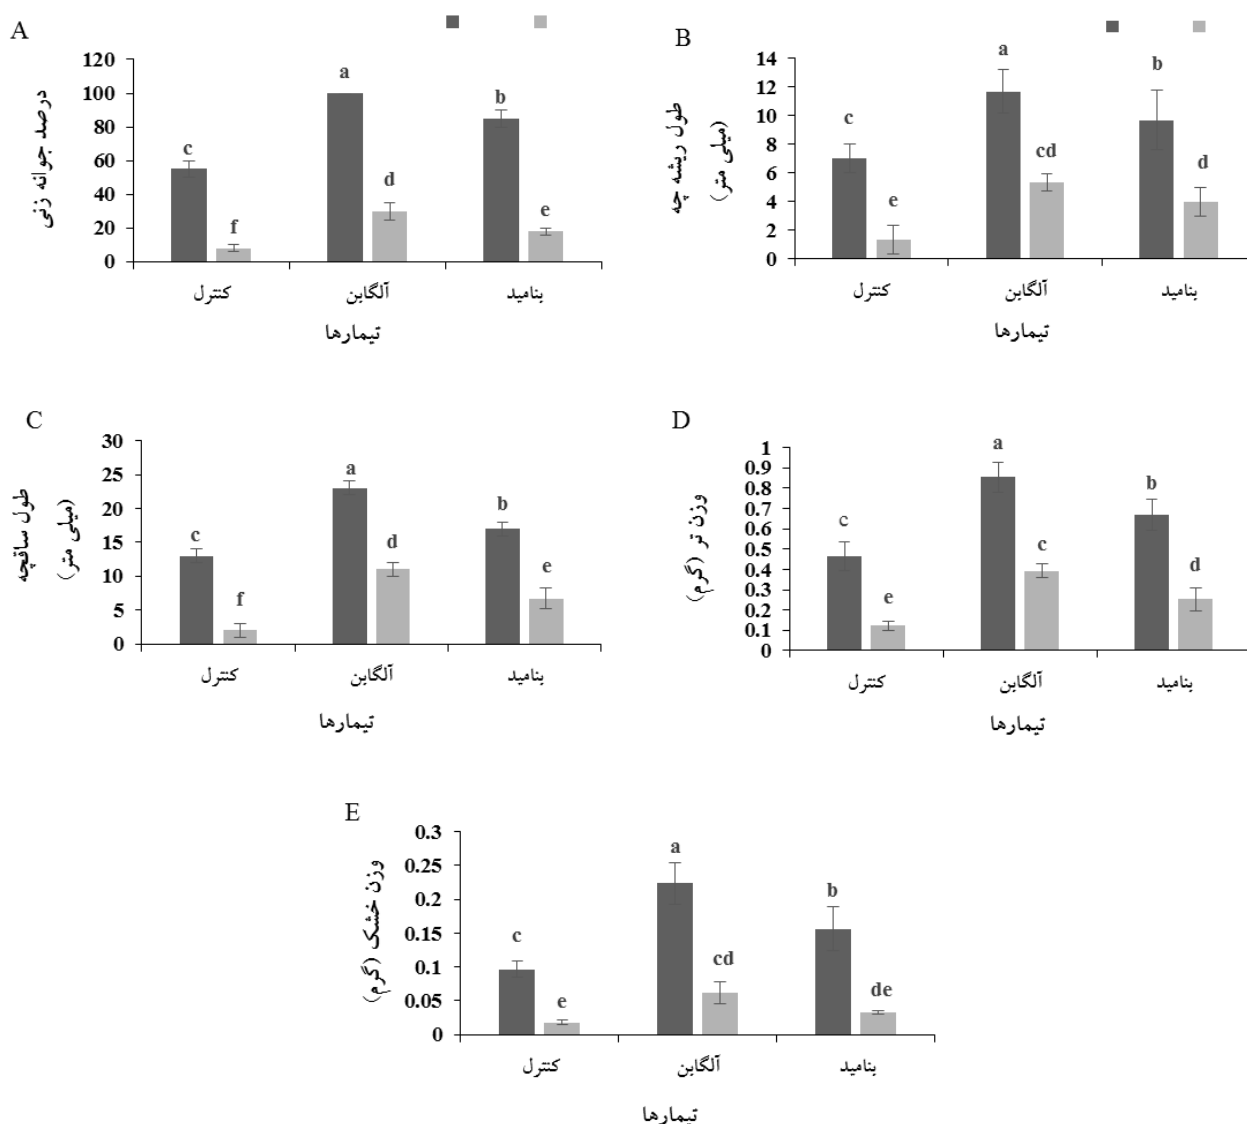 A
درصد جوانه زنی
120
100
80
60
40
20
0
c
f
a
d
b
e
کنترل
آلگابن
بنامید
تیمارها
B
طول ریشه چه
(میلی متر)
14
12
10
8
6
4
2
0
c
e
a
cd
b
d
کنترل
آلگابن
بنامید
تیمارها
C
طول ساقچه
(میلی متر)
30
25
20
15
10
5
0
c
f
a
d
b
e
کنترل
آلگابن
بنامید
تیمارها
D
وزن تر (گرم)
1
0.9
0.8
0.7
0.6
0.5
0.4
0.3
0.2
0.1
0
c
e
a
c
b
d
کنترل
آلگابن
بنامید
تیمارها
E
وزن خشک (گرم)
0.3
0.25
0.2
0.15
0.1
0.05
0
c
e
a
cd
b
de
کنترل
آلگابن
بنامید
تیمارها